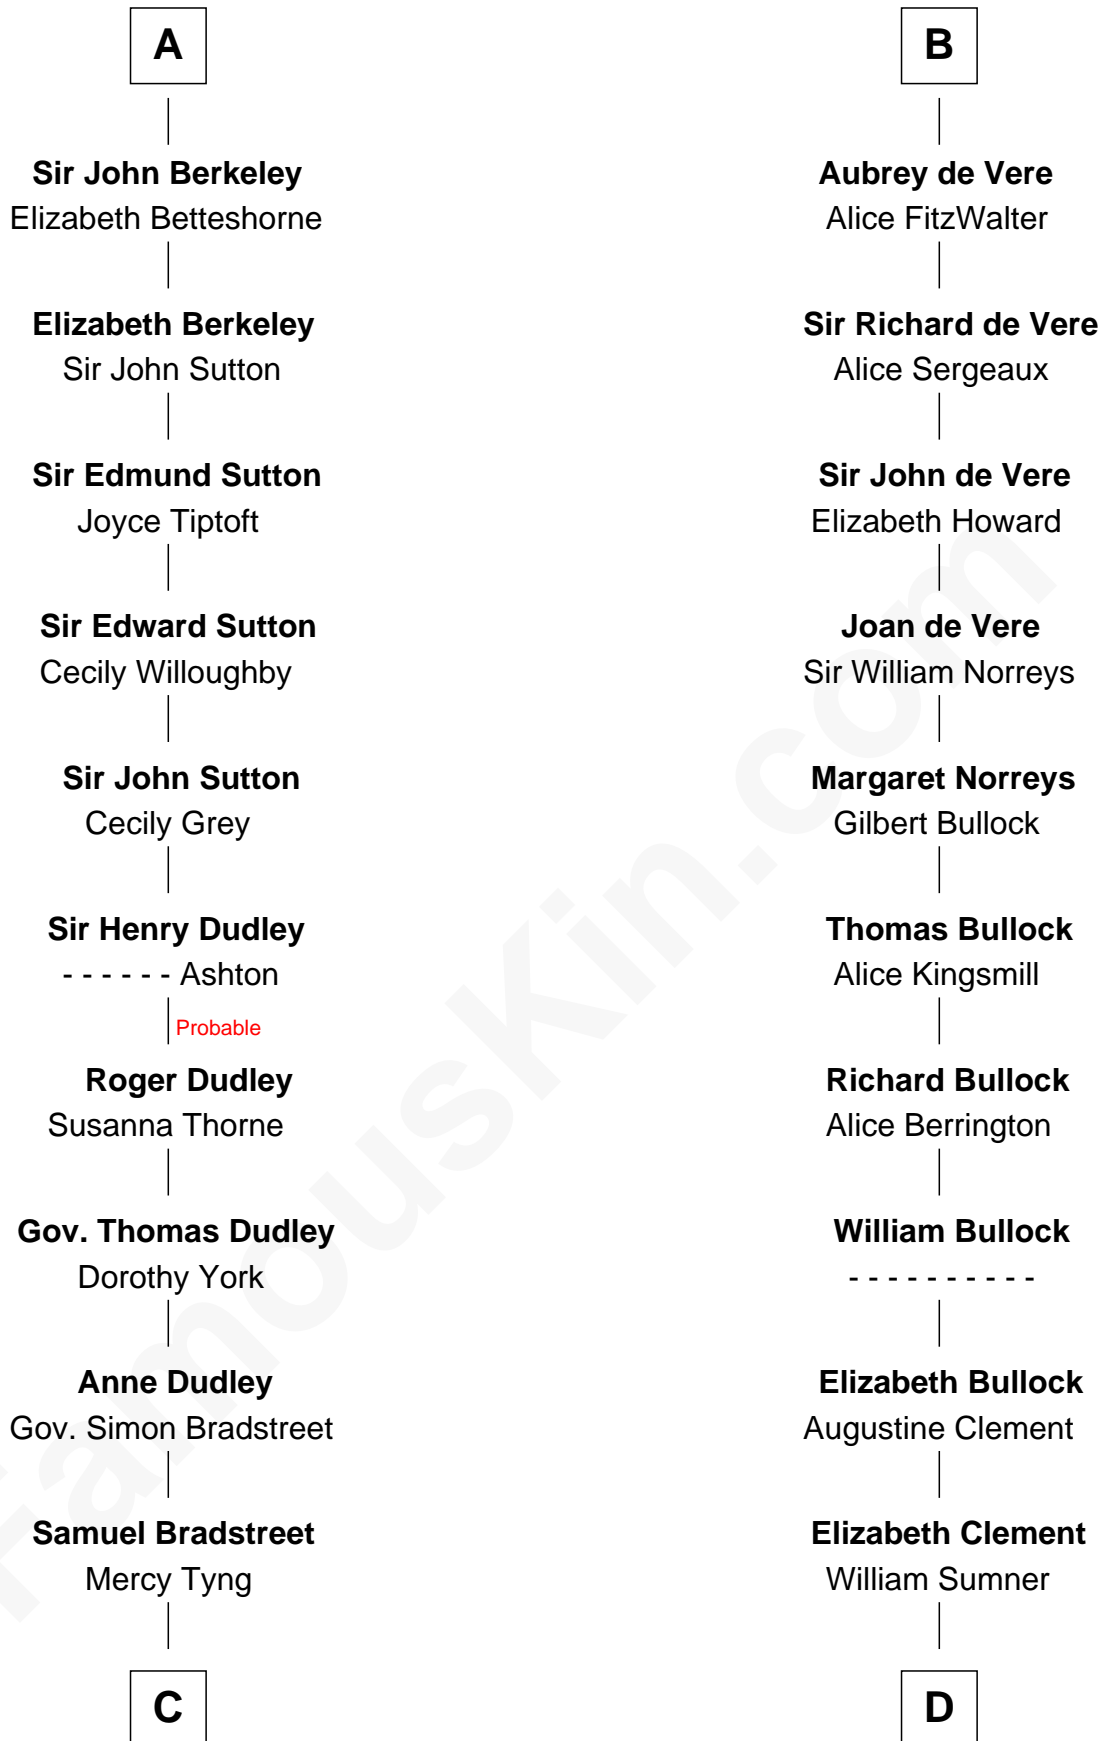 A
Sir John Berkeley
Elizabeth Betteshorne
Elizabeth Berkeley
Sir John Sutton
Sir Edmund Sutton
Joyce Tiptoft
Sir Edward Sutton
Cecily Willoughby
Sir John Sutton
Cecily Grey
Sir Henry Dudley
- - - - - - Ashton
Probable
Roger Dudley
Susanna Thorne
Gov. Thomas Dudley
Dorothy York
Anne Dudley
Gov. Simon Bradstreet
Samuel Bradstreet
Mercy Tyng
C
B
Aubrey de Vere
Alice FitzWalter
Sir Richard de Vere
Alice Sergeaux
Sir John de Vere
Elizabeth Howard
Joan de Vere
Sir William Norreys
Margaret Norreys
Gilbert Bullock
Thomas Bullock
Alice Kingsmill
Richard Bullock
Alice Berrington
William Bullock
- - - - - - - - - -
Elizabeth Bullock
Augustine Clement
Elizabeth Clement
William Sumner
D
FamousKin.com